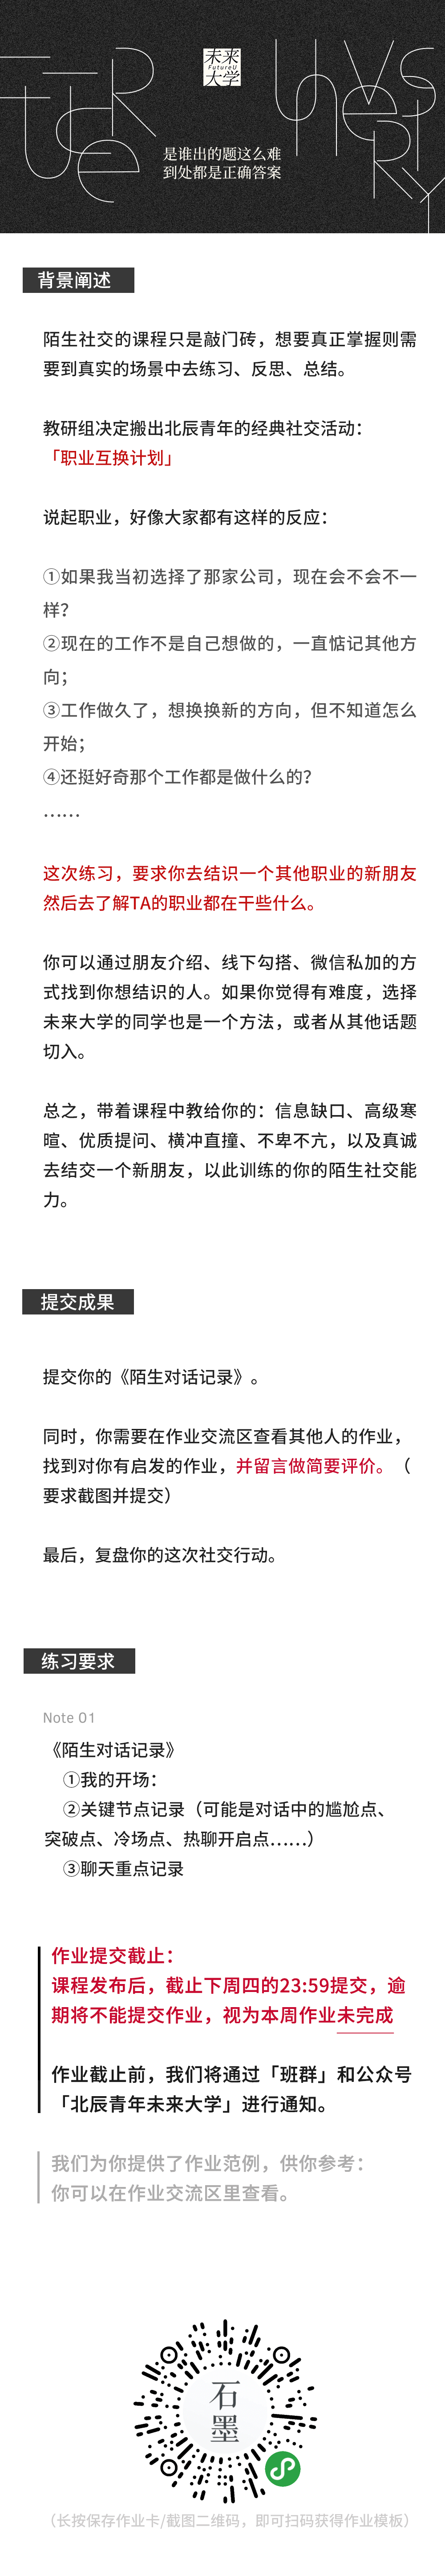 未来
FutureU
大学
是谁出的题这么难
到处都是正确答案
背景阐述
陌生社交的课程只是敲门砖，想要真正掌握则需
要到真实的场景中去练习、反思、总结。
教研组决定搬出北辰青年的经典社交活动：
「职业互换计划」
说起职业，好像大家都有这样的反应：
①如果我当初选择了那家公司，现在会不会不一
样？
②现在的工作不是自己想做的，一直惦记其他方
向；
③工作做久了，想换换新的方向，但不知道怎么
开始；
④还挺好奇那个工作都是做什么的？
······
这次练习，要求你去结识一个其他职业的新朋友
然后去了解TA的职业都在干些什么。
你可以通过朋友介绍、线下勾搭、微信私加的方
式找到你想结识的人。如果你觉得有难度，选择
未来大学的同学也是一个方法，或者从其他话题
切入。
总之，带着课程中教给你的：信息缺口、高级寒
暄、优质提问、横冲直撞、不卑不亢，以及真诚
去结交一个新朋友，以此训练的你的陌生社交能
力。
提交成果
提交你的《陌生对话记录》。
同时，你需要在作业交流区查看其他人的作业，
找到对你有启发的作业，并留言做简要评价。（
要求截图并提交）
最后，复盘你的这次社交行动。
练习要求
Note 01
《陌生对话记录》
①我的开场：
②关键节点记录（可能是对话中的尴尬点、
突破点、冷场点、热聊开启点......）
③聊天重点记录
作业提交截止：
课程发布后，截止下周四的23:59提交，逾
期将不能提交作业，视为本周作业未完成
作业截止前，我们将通过「班群」和公众号
「北辰青年未来大学」进行通知。
我们为你提供了作业范例，供你参考：
你可以在作业交流区里查看。
石
墨
（长按保存作业卡/截图二维码，即可扫码获得作业模板）